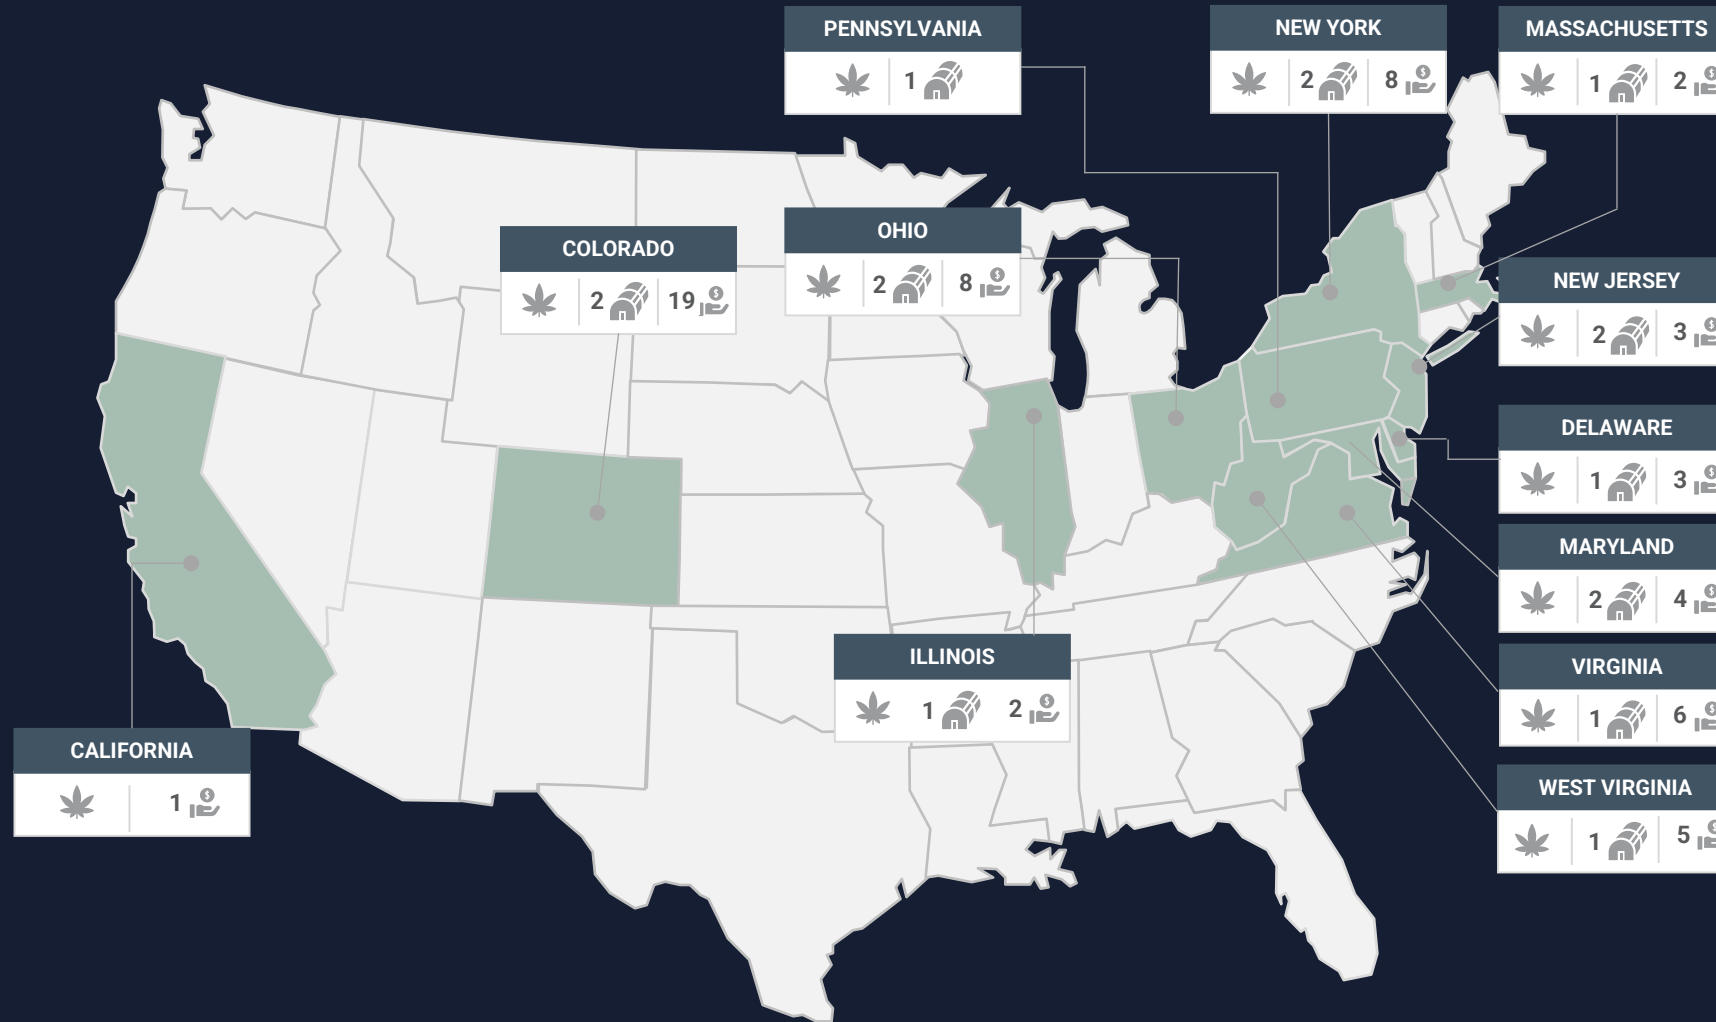 PENNSYLVANIA
1
NEW YORK
2 8
MASSACHUSETTS
1 2
COLORADO
2 19
OHIO
2 8
NEW JERSEY
2 3
DELAWARE
1 3
MARYLAND
2 4
ILLINOIS
1 2
VIRGINIA
1 6
CALIFORNIA
1
WEST VIRGINIA
1 5